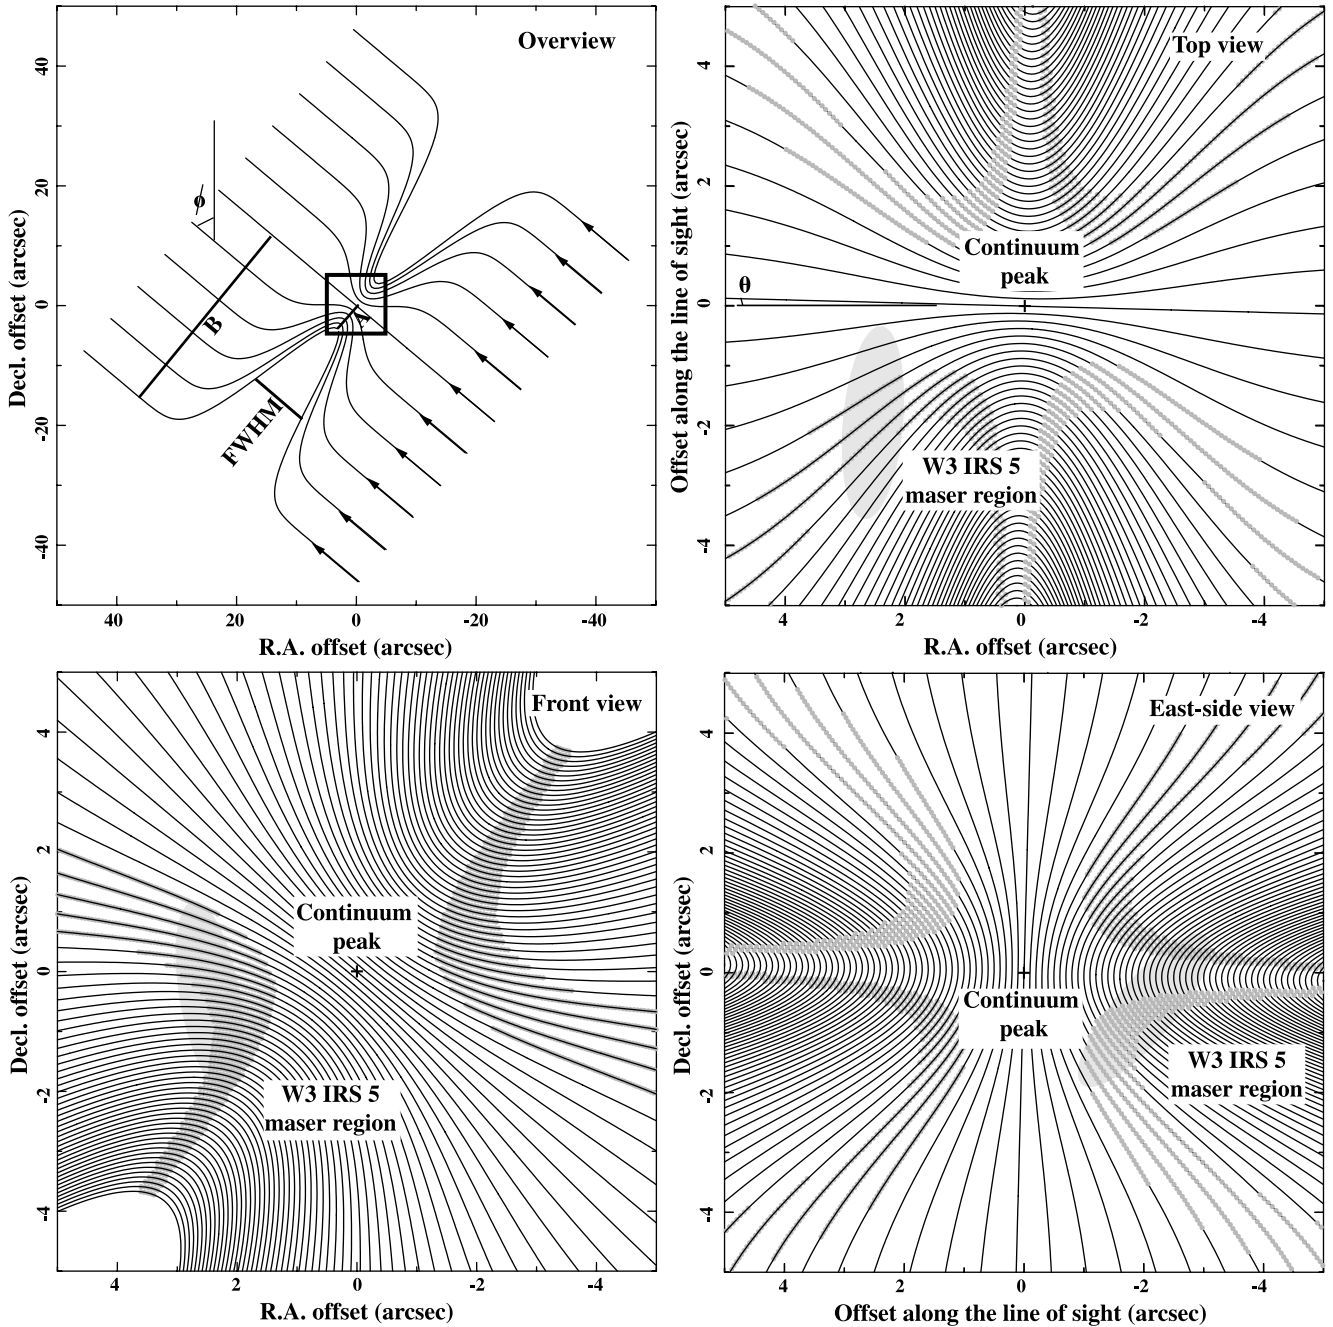 Overview
40
20
0
-20
-40
Decl. offset (arcsec)
ϕ
B
A
FWHM
40 20 0 -20 -40
R.A. offset (arcsec)
Top view
4
2
0
-2
-4
Offset along the line of sight (arcsec)
Continuum
peak
θ
W3 IRS 5
maser region
4 2 0 -2 -4
R.A. offset (arcsec)
Front view
4
2
0
-2
-4
Decl. offset (arcsec)
Continuum
peak
W3 IRS 5
maser region
4 2 0 -2 -4
R.A. offset (arcsec)
East-side view
4
2
0
-2
-4
Decl. offset (arcsec)
Continuum
peak
W3 IRS 5
maser region
4 2 0 -2 -4
Offset along the line of sight (arcsec)